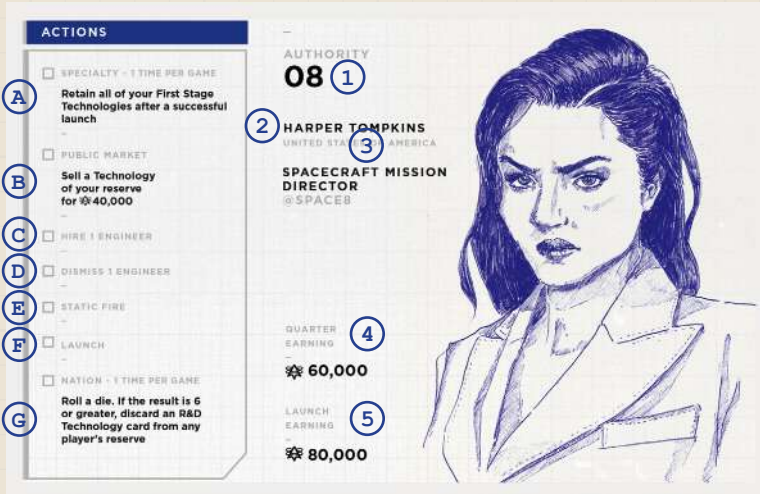 ACTIONS
A
SPECIALTY - 1 TIME PER GAME
Retain all of your First Stage
Technologies after a successful
launch
–
PUBLIC MARKET
B
Sell a Technology
of your reserve
for 40,000
–
C
HIRE 1 ENGINEER
–
D
DISMISS 1 ENGINEER
–
E
STATIC FIRE
–
F
LAUNCH
–
NATION - 1 TIME PER GAME
G
Roll a die. If the result is 6
or greater, discard an R&D
Technology card from any
player's reserve
–
AUTHORITY
08 1
2 HARPER TOMPKINS
3
UNITED STATES OF AMERICA
SPACECRAFT MISSION
DIRECTOR
@SPACE8
QUARTER
EARNING
4
–
60,000
LAUNCH
EARNING
5
–
80,000